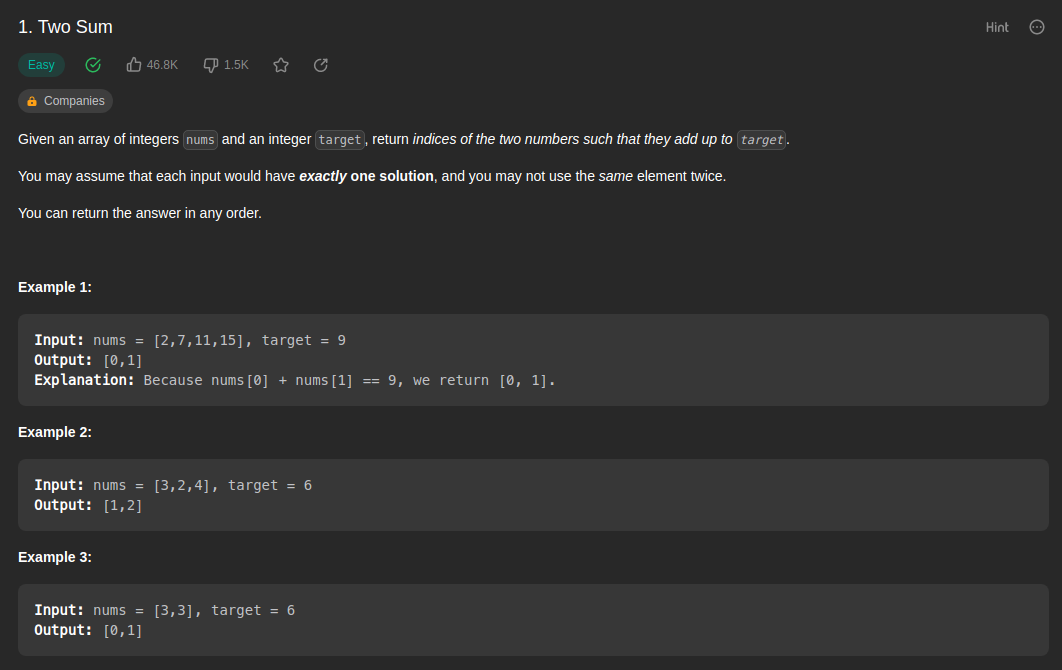 1. Two Sum
Hint
Easy
46.8K
1.5K
Companies
Given an array of integers nums and an integer target, return indices of the two numbers such that they add up to target.
You may assume that each input would have exactly one solution, and you may not use the same element twice.
You can return the answer in any order.
Example 1:
Input: nums = [2,7,11,15], target = 9
Output: [0,1]
Explanation: Because nums[0] + nums[1] == 9, we return [0, 1].
Example 2:
Input: nums = [3,2,4], target = 6
Output: [1,2]
Example 3:
Input: nums = [3,3], target = 6
Output: [0,1]